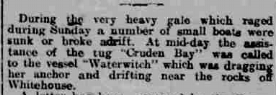 During the very heavy gale which raged
during Sunday a number of small boats were
sunk or broke adrift. At mid-day the assis-
tance of the tug "Cruden Bay" was called
to the vessel "Waterwitch" which was dragging
her anchor and drifting near the rocks off
Whitehouse.